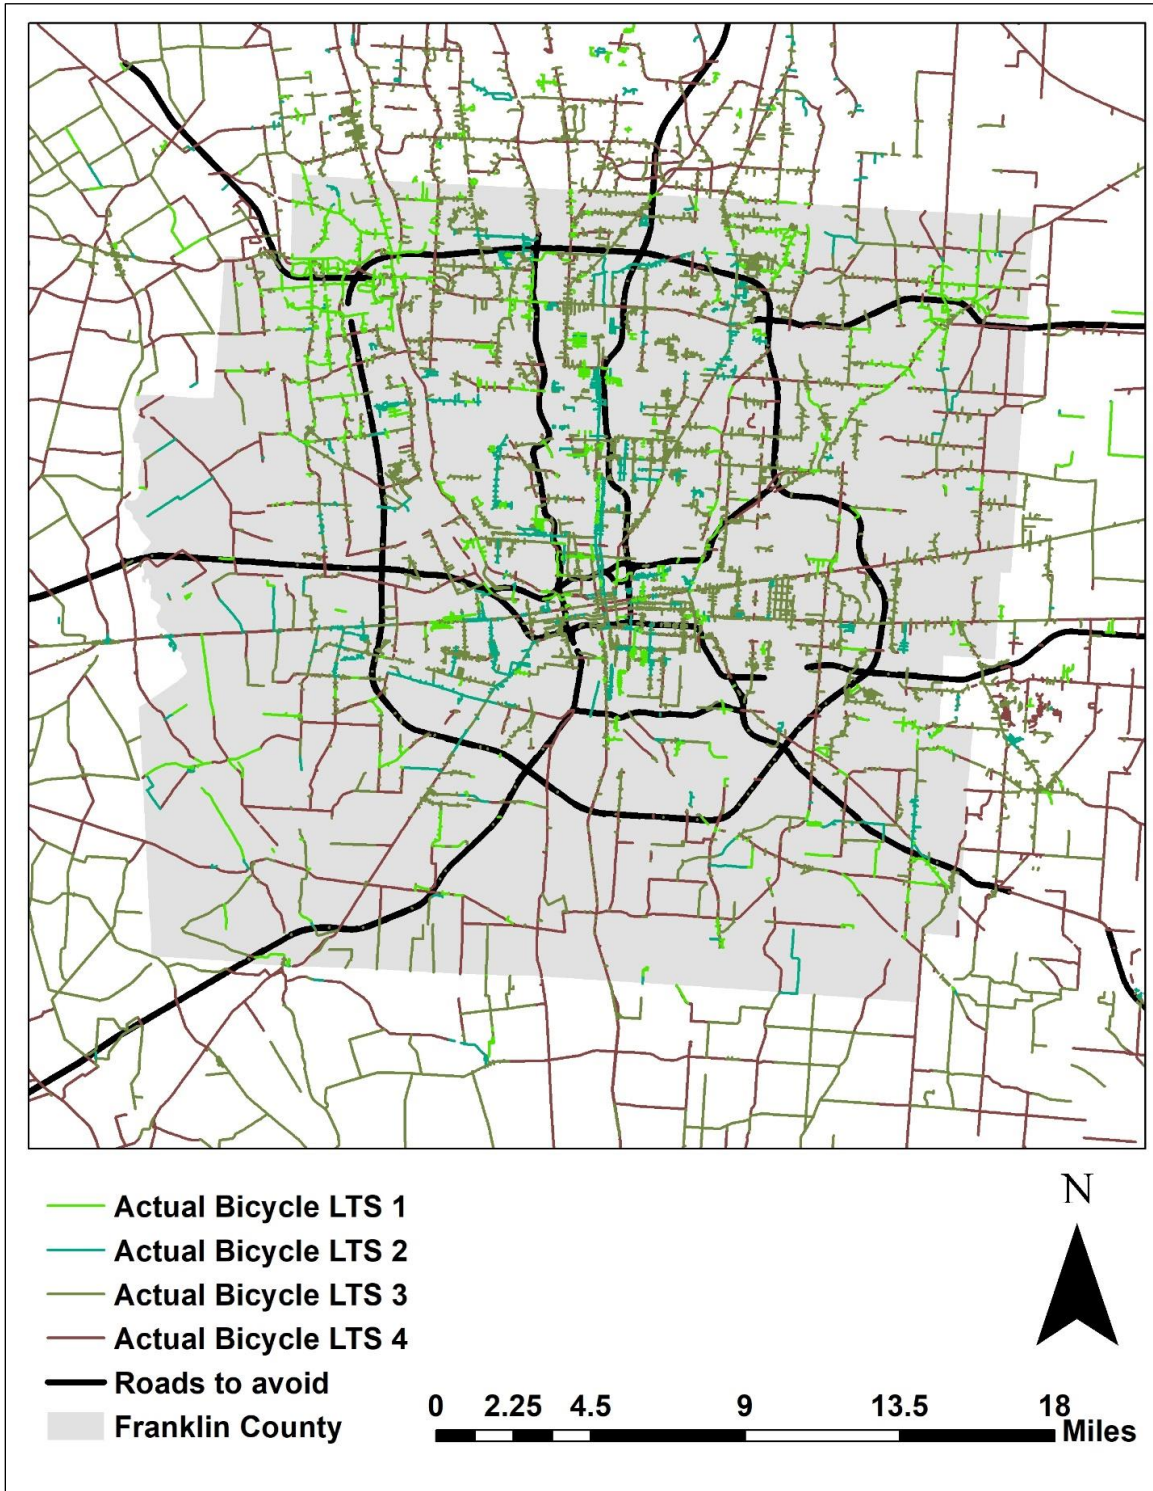 N
Actual Bicycle LTS 1
Actual Bicycle LTS 2
Actual Bicycle LTS 3
Actual Bicycle LTS 4
Roads to avoid
Franklin County
0 2.25 4.5 9 13.5 18
Miles